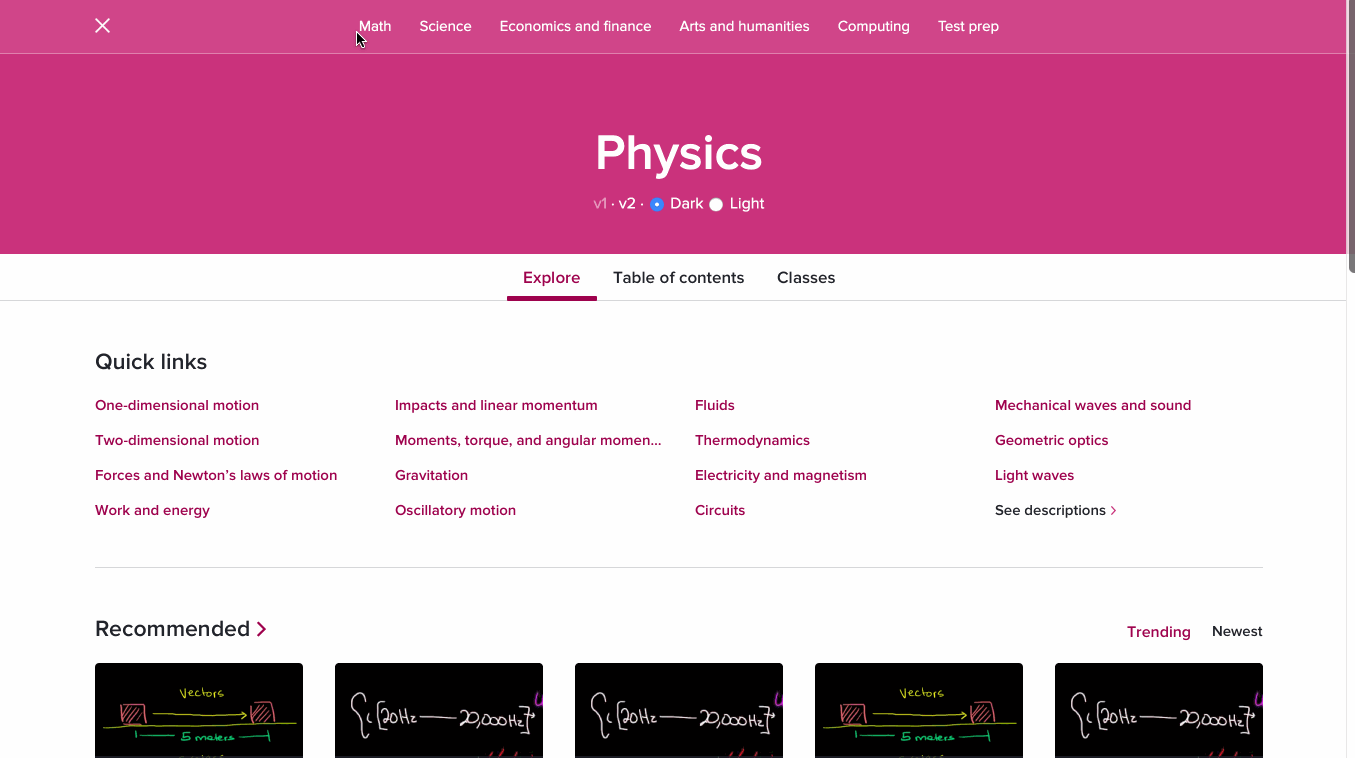 Math Science Economics and finance Arts and humanities Computing Test prep
Physics
v1 · v2 · Dark Light
Explore Table of contents Classes
Quick links
One-dimensional motion Impacts and linear momentum Fluids Mechanical waves and sound
Two-dimensional motion Moments, torque, and angular momen... Thermodynamics Geometric optics
Forces and Newton’s laws of motion Gravitation Electricity and magnetism Light waves
Work and energy Oscillatory motion Circuits See descriptions
Recommended Trending Newest
Vectors Vectors
[20Hz — 20,000Hz] [20Hz — 20,000Hz] [20Hz — 20,000Hz]
5 meters 5 meters